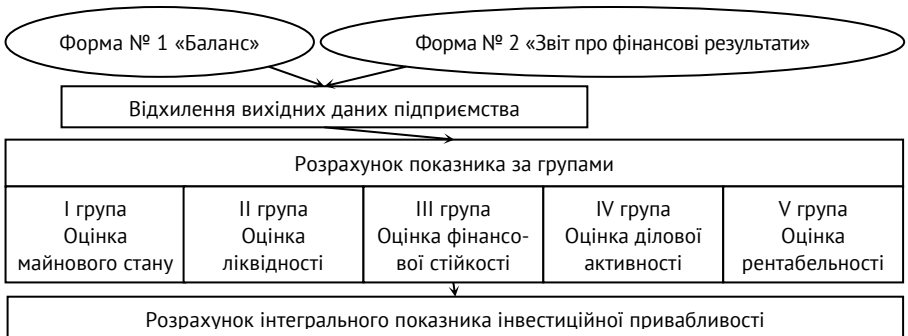 Форма № 1 «Баланс»
Форма № 2 «Звіт про фінансові результати»
Відхилення вихідних даних підприємства
Розрахунок показника за групами
І група
Оцінка
майнового стану
ІІ група
Оцінка
ліквідності
ІІІ група
Оцінка фінансо-
вої стійкості
IV група
Оцінка ділової
активності
V група
Оцінка
рентабельності
Розрахунок інтегрального показника інвестиційної привабливості